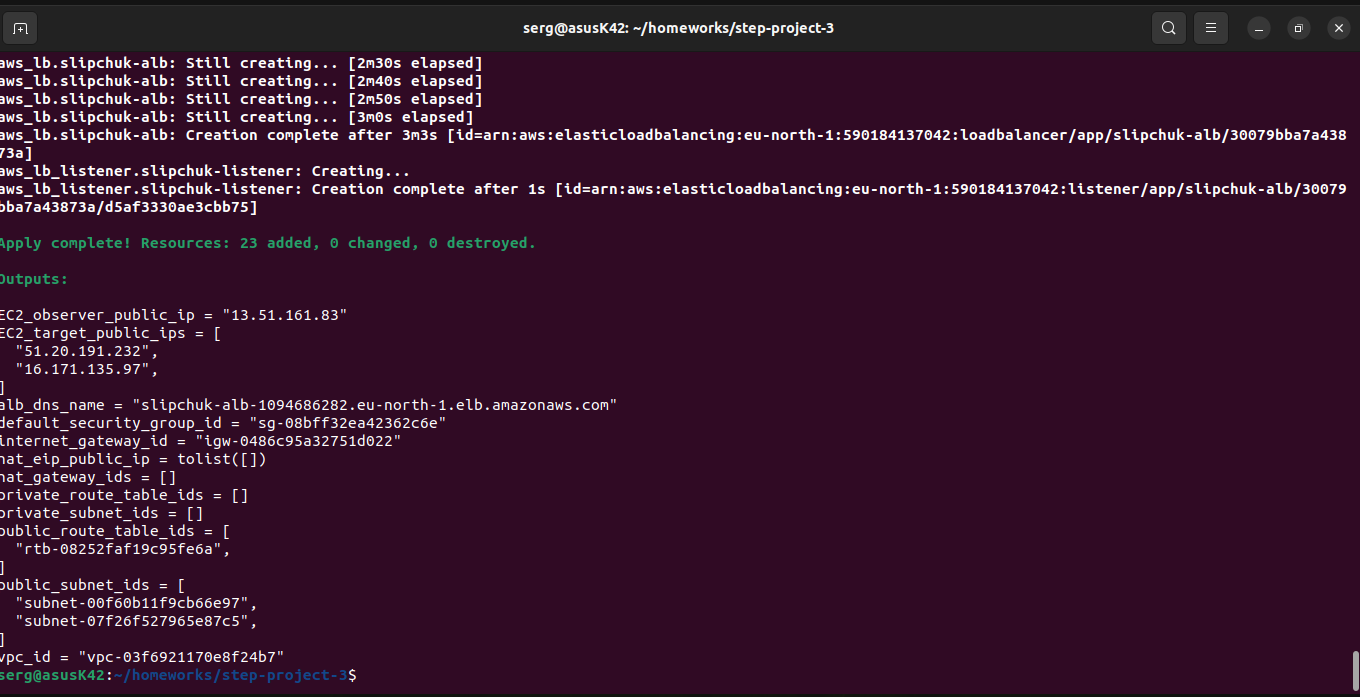 serg@asusK42: ~/homeworks/step-project-3
aws_lb.slipchuk-alb: Still creating... [2m30s elapsed]
aws_lb.slipchuk-alb: Still creating... [2m40s elapsed]
aws_lb.slipchuk-alb: Still creating... [2m50s elapsed]
aws_lb.slipchuk-alb: Still creating... [3m0s elapsed]
aws_lb.slipchuk-alb: Creation complete after 3m3s [id=arn:aws:elasticloadbalancing:eu-north-1:590184137042:loadbalancer/app/slipchuk-alb/30079bba7a438
73a]
aws_lb_listener.slipchuk-listener: Creating...
aws_lb_listener.slipchuk-listener: Creation complete after 1s [id=arn:aws:elasticloadbalancing:eu-north-1:590184137042:listener/app/slipchuk-alb/30079
bba7a43873a/d5af3330ae3cbb75]
Apply complete! Resources: 23 added, 0 changed, 0 destroyed.
Outputs:
EC2_observer_public_ip = "13.51.161.83"
EC2_target_public_ips = [
"51.20.191.232",
"16.171.135.97",
]
alb_dns_name = "slipchuk-alb-1094686282.eu-north-1.elb.amazonaws.com"
default_security_group_id = "sg-08bff32ea42362c6e"
internet_gateway_id = "igw-0486c95a32751d022"
nat_eip_public_ip = tolist([])
nat_gateway_ids = []
private_route_table_ids = []
private_subnet_ids = []
public_route_table_ids = [
"rtb-08252faf19c95fe6a",
]
public_subnet_ids = [
"subnet-00f60b11f9cb66e97",
"subnet-07f26f527965e87c5",
]
vpc_id = "vpc-03f6921170e8f24b7"
serg@asusK42:~/homeworks/step-project-3$